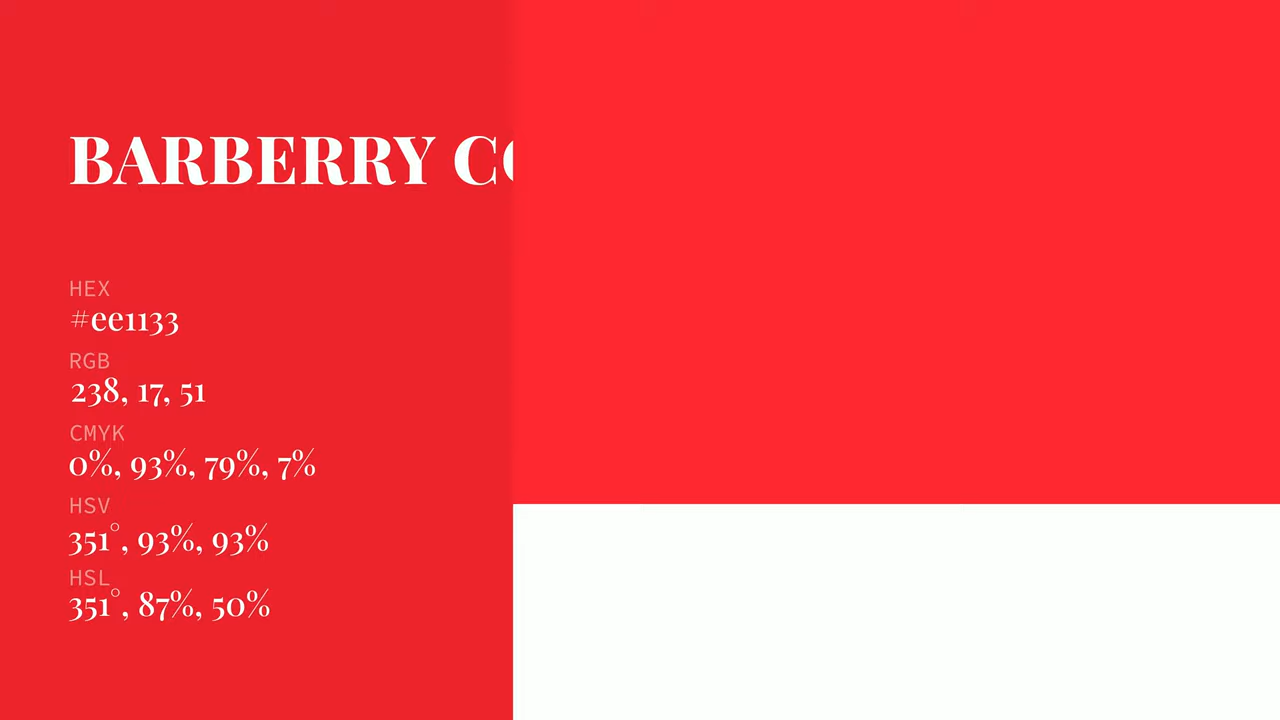 BARBERRY C
HEX
#ee1133
RGB
238, 17, 51
CMYK
0%, 93%, 79%, 7%
HSV
351°, 93%, 93%
HSL
351°, 87%, 50%